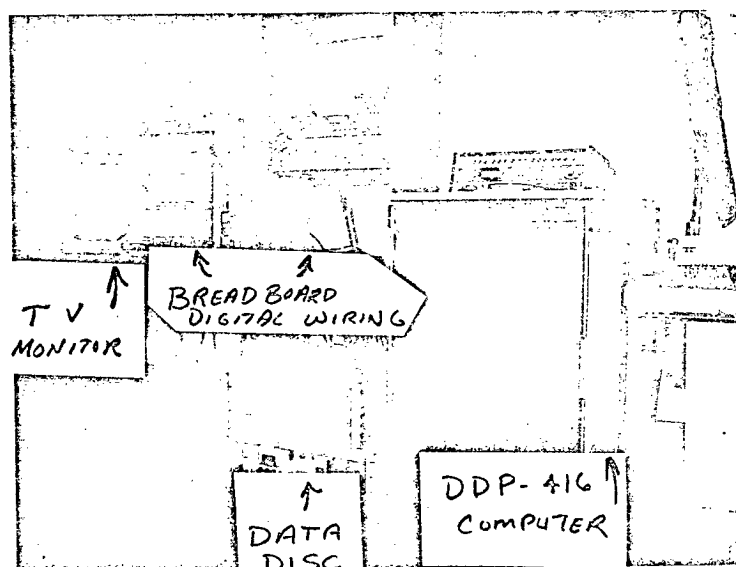 BREAD BOARD
DIGITAL WIRING
T V
MONITOR
DATA
DISC
DDP-416
COMPUTER